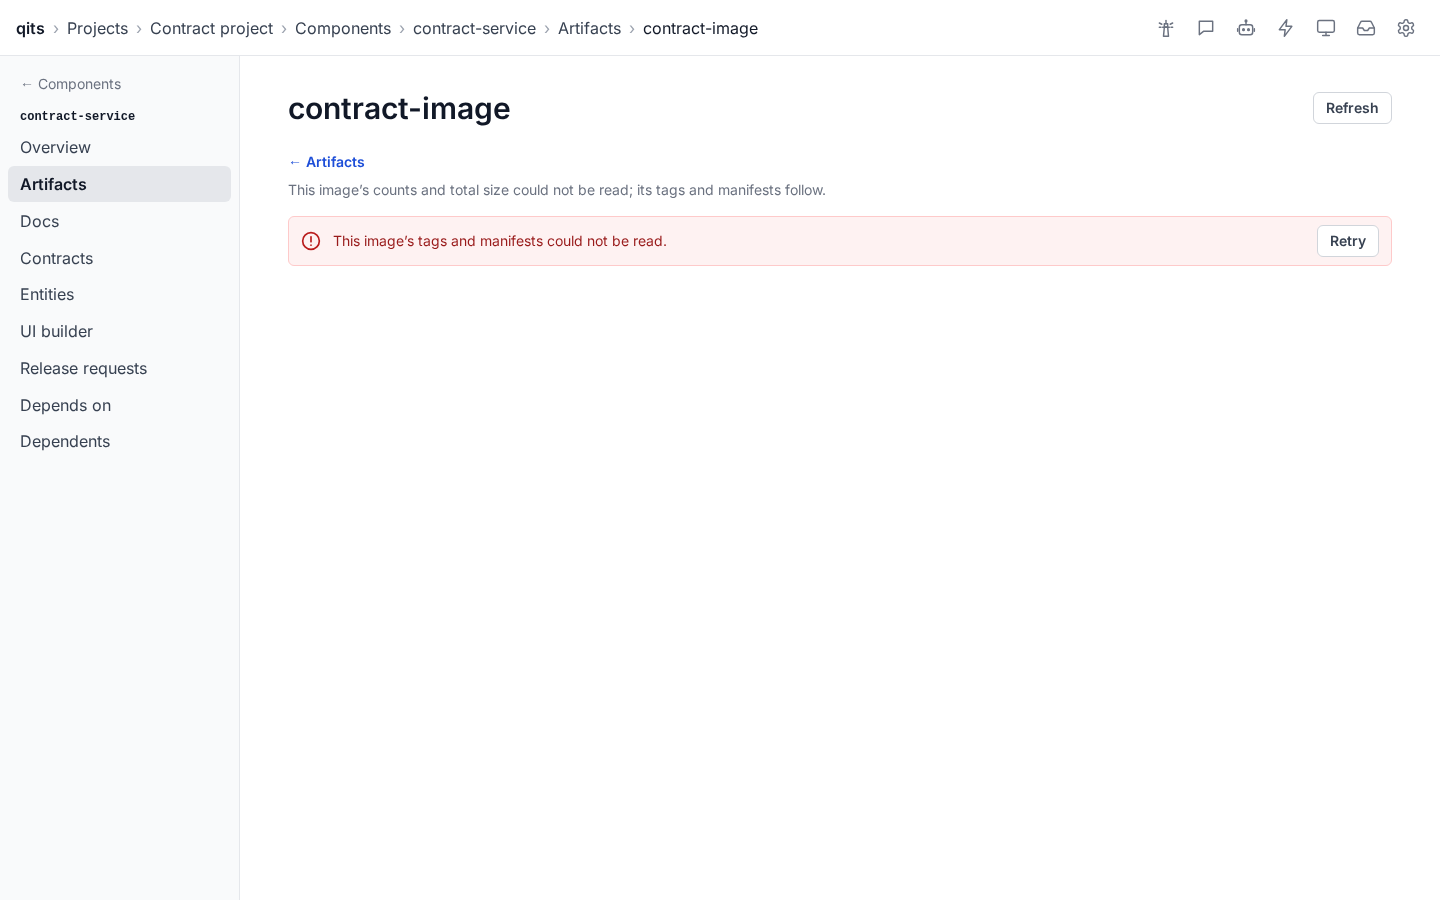 qits › Projects › Contract project › Components › contract-service › Artifacts › contract-image
← Components
contract-service
Overview
Artifacts
Docs
Contracts
Entities
UI builder
Release requests
Depends on
Dependents
contract-image
Refresh
← Artifacts
This image’s counts and total size could not be read; its tags and manifests follow.
This image’s tags and manifests could not be read.
Retry